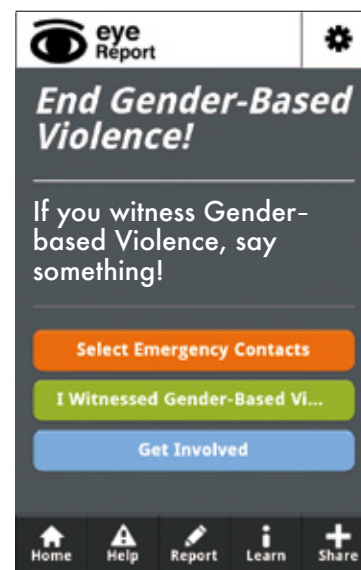 eye
Report
End Gender-Based
Violence!
If you witness Gender-
based Violence, say
something!
Select Emergency Contacts
I Witnessed Gender-Based Vi...
Get Involved
Home Help Report Learn Share